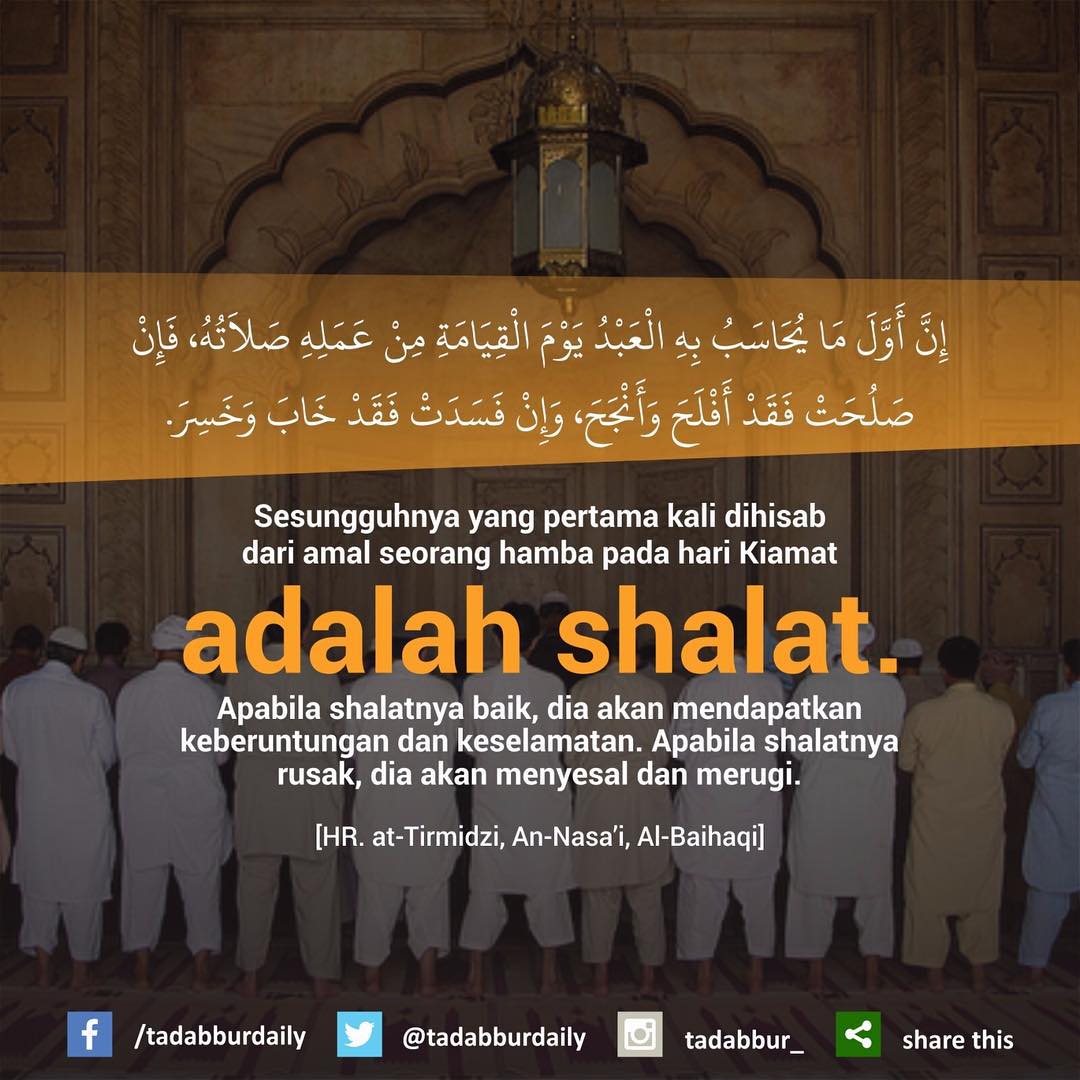 إِنَّ أَوَّلَ مَا يُحَاسَبُ بِهِ الْعَبْدُ يَوْمَ الْقِيَامَةِ مِنْ عَمَلِهِ صَلاَتُهُ، فَإِنْ
صَلُحَتْ فَقَدْ أَفْلَحَ وَأَنْجَحَ، وَإِنْ فَسَدَتْ فَقَدْ خَابَ وَخَسِرَ.
Sesungguhnya yang pertama kali dihisab
dari amal seorang hamba pada hari Kiamat
adalah shalat.
Apabila shalatnya baik, dia akan mendapatkan
keberuntungan dan keselamatan. Apabila shalatnya
rusak, dia akan menyesal dan merugi.
[HR. at-Tirmidzi, An-Nasa’i, Al-Baihaqi]
/tadabburdaily @tadabburdaily tadabbur_ share this